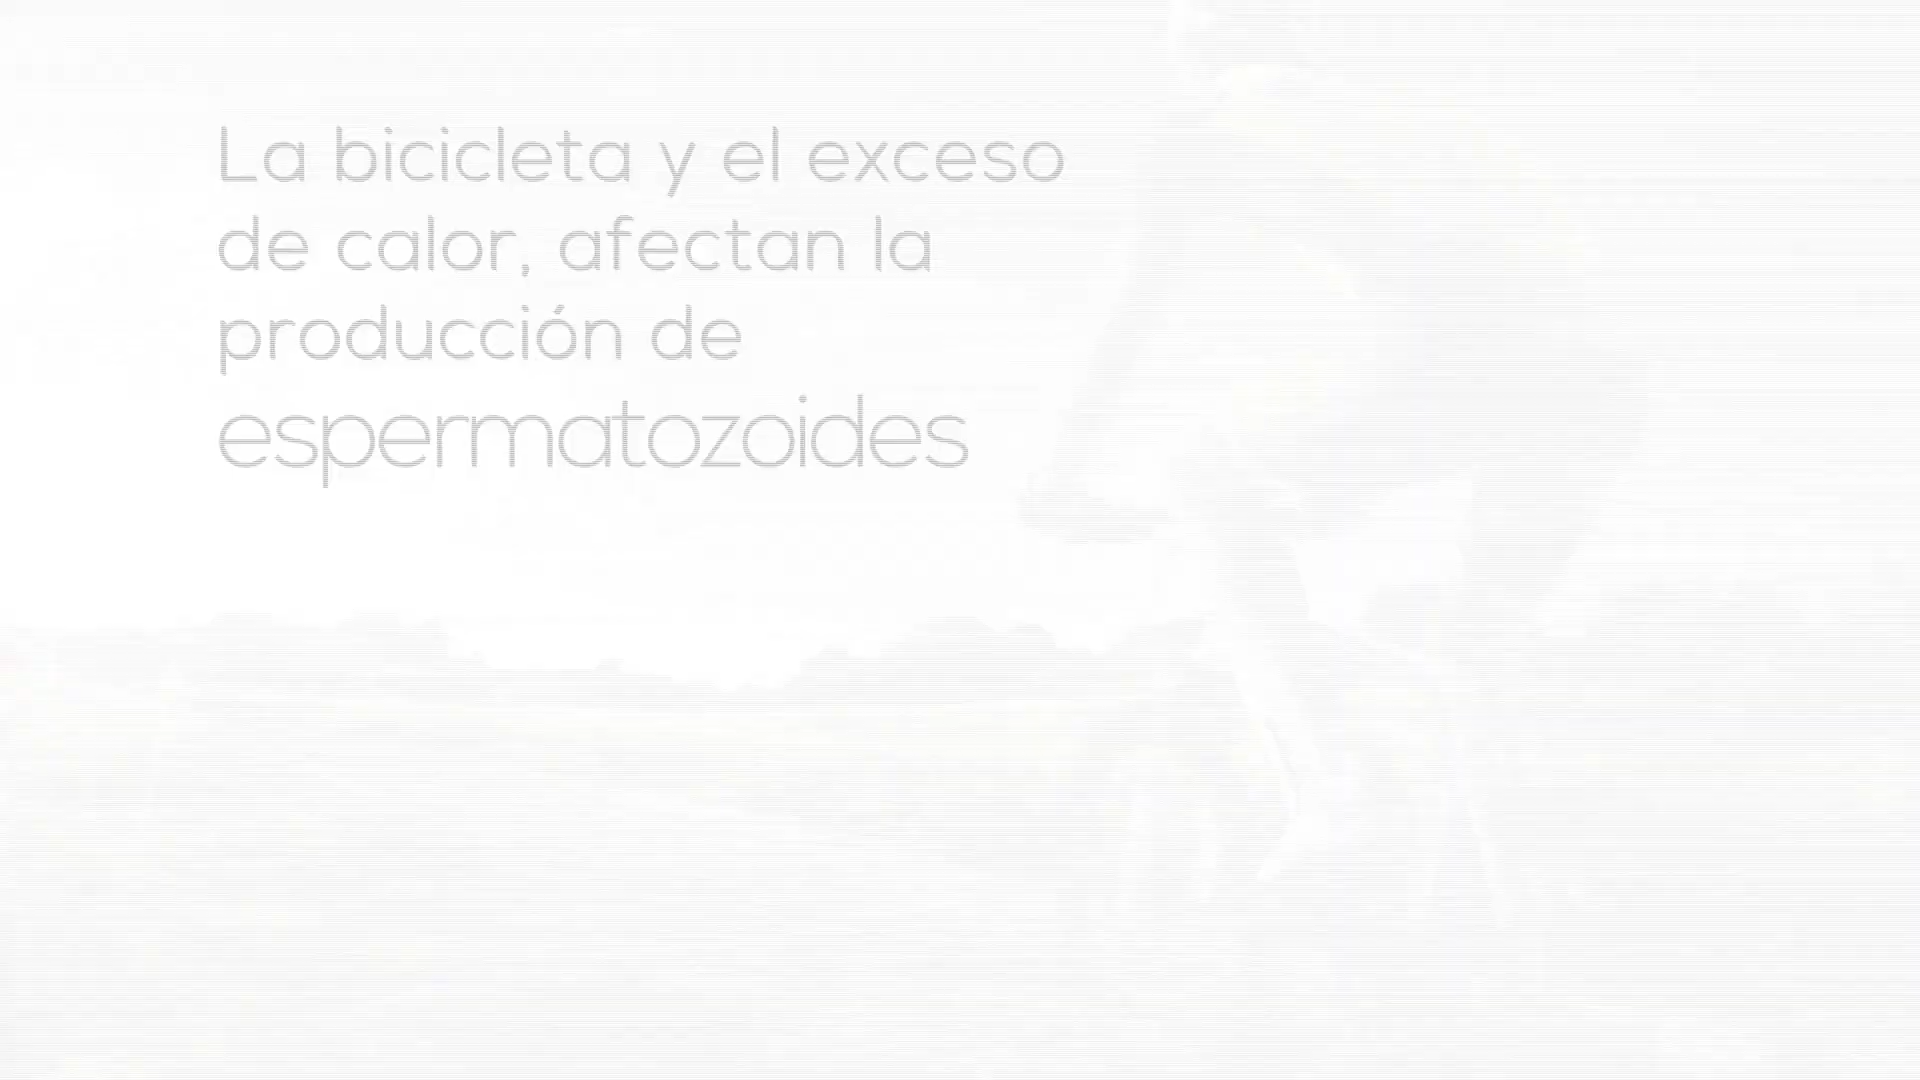 La bicicleta y el exceso
de calor, afectan la
producción de
espermatozoides